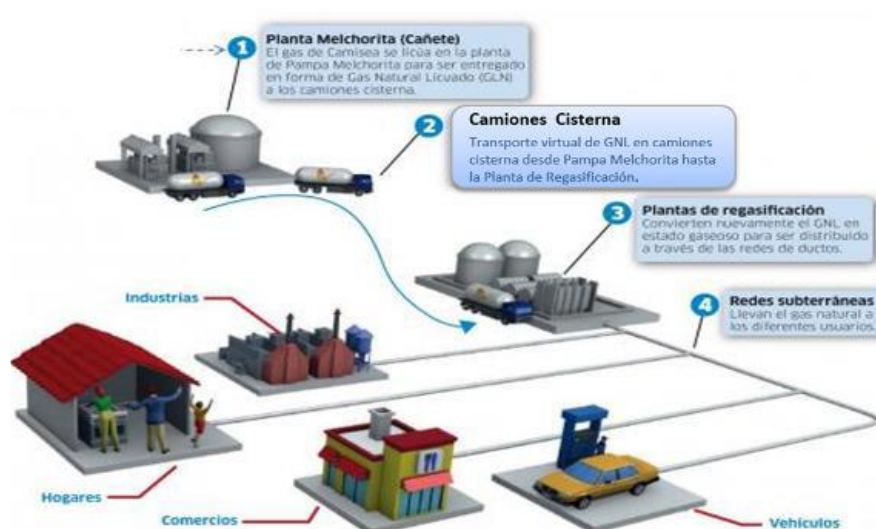 1
Planta Melchorita (Cañete)
El gas de Camisea se licúa en la planta
de Pampa Melchorita para ser entregado
en forma de Gas Natural Licuado (GLN)
a los camiones cisterna.
2
Camiones Cisterna
Transporte virtual de GNL en camiones
cisterna desde Pampa Melchorita hasta
la Planta de Regasificación.
3
Plantas de regasificación
Convierten nuevamente el GNL en
estado gaseoso para ser distribuido
a través de las redes de ductos.
4
Redes subterráneas
Llevan el gas natural a
los diferentes usuarios.
Industrias
Hogares
Comercios
Vehículos